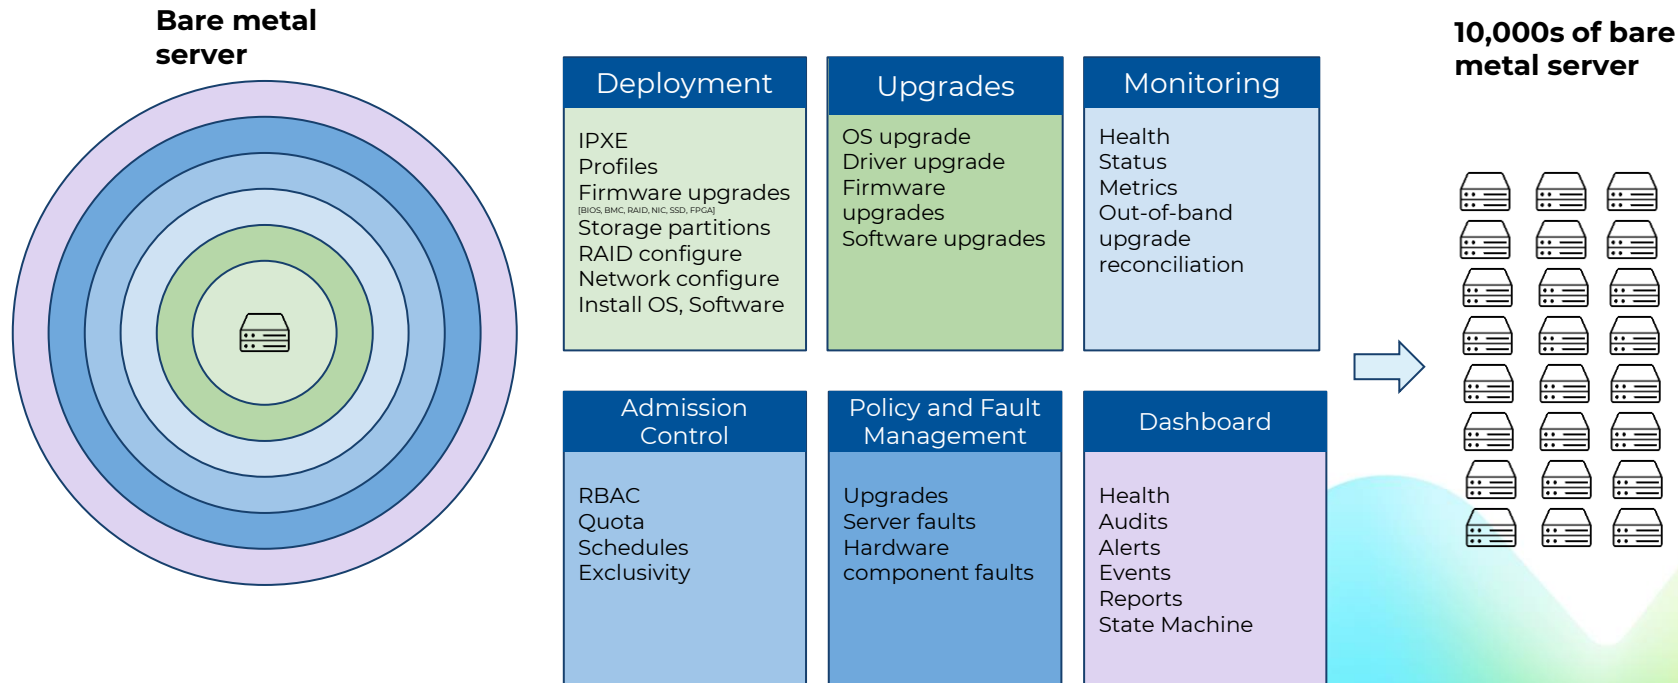 Bare metal
server
10,000s of bare
metal server
Deployment
IPXE
Profiles
Firmware upgrades
[BIOS, BMC, RAID, NIC, SSD, FPGA]
Storage partitions
RAID configure
Network configure
Install OS, Software
Upgrades
OS upgrade
Driver upgrade
Firmware
upgrades
Software upgrades
Monitoring
Health
Status
Metrics
Out-of-band
upgrade
reconciliation
Admission
Control
RBAC
Quota
Schedules
Exclusivity
Policy and Fault
Management
Upgrades
Server faults
Hardware
component faults
Dashboard
Health
Audits
Alerts
Events
Reports
State Machine